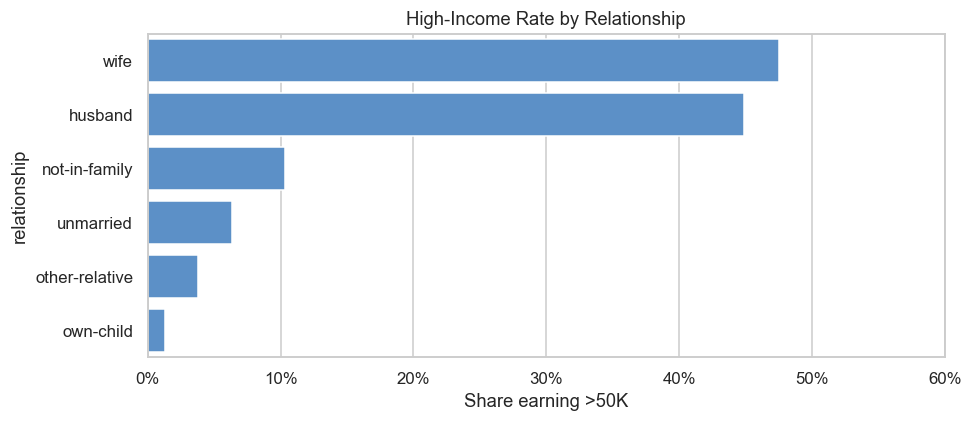 High-Income Rate by Relationship
relationship
wife
husband
not-in-family
unmarried
other-relative
own-child
0% 10% 20% 30% 40% 50% 60%
Share earning >50K